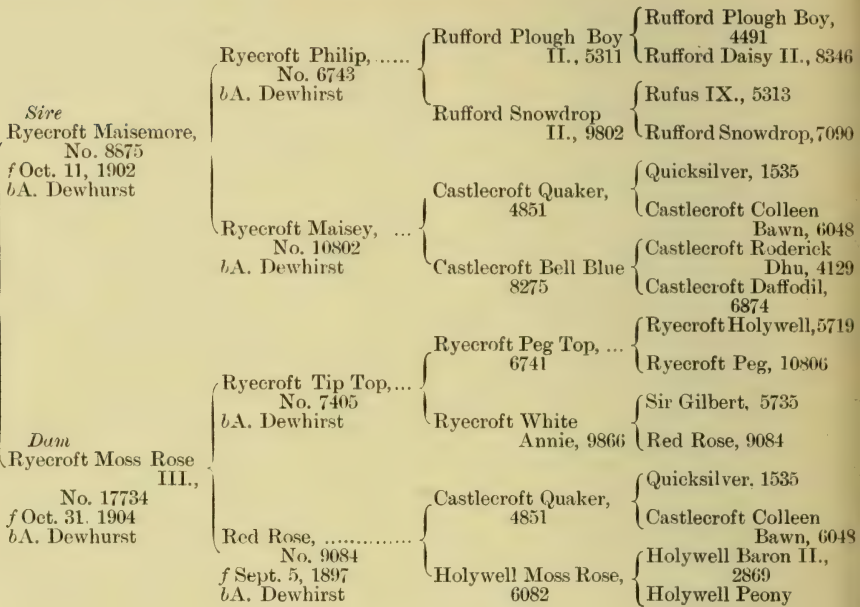 Sire
Ryecroft Maisemore,
No. 8875
f Oct. 11, 1902
bA. Dewhurst
Dam
Ryecroft Moss Rose
III.,
No. 17734
f Oct. 31. 1904
bA. Dewhurst
Ryecroft Philip, .....
No. 6743
bA. Dewhirst
Ryecroft Maisey, ...
No. 10802
bA. Dewhirst
Ryecroft Tip Top,...
No. 7405
bA. Dewhirst
Red Rose, ..............
No. 9084
f Sept. 5, 1897
bA. Dewhirst
Rufford Plough Boy
II., 5311
Rufford Snowdrop
II., 9802
Castlecroft Quaker,
4851
Castlecroft Bell Blue
8275
Ryecroft Peg Top, ...
6741
Ryecroft White
Annie, 9866
Castlecroft Quaker,
4851
Holywell Moss Rose,
6082
Rufford Plough Boy,
4491
Rufford Daisy II., 8346
Rufus IX., 5313
Rufford Snowdrop, 7090
Quicksilver, 1535
Castlecroft Colleen
Bawn, 6048
Castlecroft Roderick
Dhu, 4129
Castlecroft Daffodil,
6874
Ryecroft Holywell, 5719
Ryecroft Peg, 10806
Sir Gilbert, 5735
Red Rose, 9084
Quicksilver. 1535
Castlecroft Colleen
Bawn, 6048
Holywell Baron II.,
2869
Holywell Peony